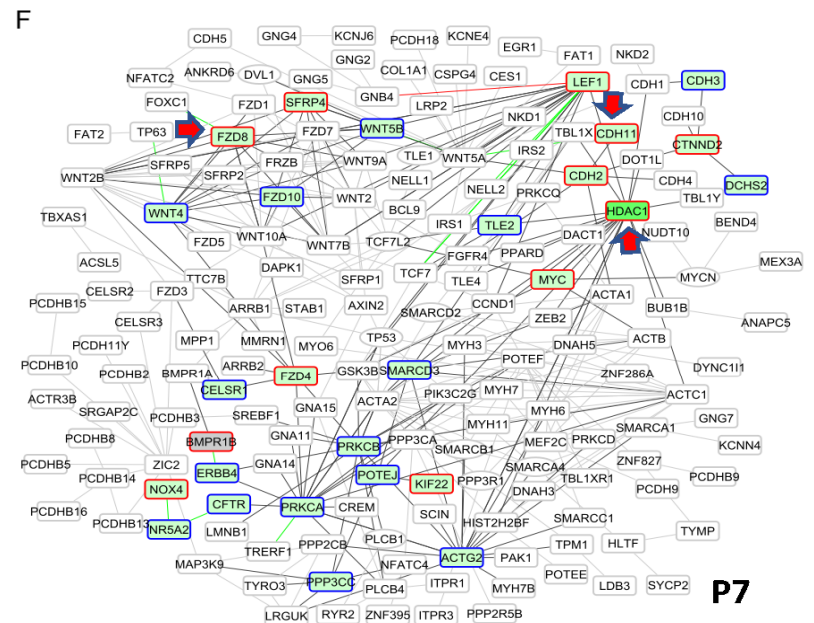 F
GNG4
KCNJ6
CDH5
PCDH18
KCNE4
EGR1
FAT1
NKD2
GNG2
NFATC2
ANKRD6
DVL1
GNG5
COL1A1
CSPG4
CES1
LEF1
CDH1
CDH3
GNB4
FOXC1
FZD1
SFRP4
LRP2
NKD1
CDH10
FAT2
TP63
FZD8
FZD7
WNT5B
TBL1X
CDH11
CTNND2
SFRP5
FRZB
WNT9A
TLE1
WNT5A
IRS2
DOT1L
WNT2B
SFRP2
NELL1
CDH2
CDH4
DCHS2
NELL2
PRKCQ
FZD10
WNT2
TBL1Y
WNT4
BCL9
HDAC1
TBXAS1
IRS1
TLE2
BEND4
WNT10A
DACT1
NUDT10
FZD5
WNT7B
TCF7L2
FGFR4
PPARD
MEX3A
ACSL5
DAPK1
TCF7
TTC7B
SFRP1
TLE4
MYC
MYCN
CELSR2
FZD3
ACTA1
PCDHB15
ARRB1
STAB1
AXIN2
CCND1
BUB1B
SMARCD2
ZEB2
CELSR3
ANAPC5
MPP1
MMRN1
MYO6
TP53
MYH3
DNAH5
ACTB
PCDH11Y
PCDHB10
PCDHB2
BMPR1A
ARRB2
FZD4
GSK3B
SMARCD3
POTEF
ZNF286A
DYNC1I1
ACTR3B
CELSR1
ACTA2
PIK3C2G
MYH7
ACTC1
SRGAP2C
PCDHB3
SREBF1
GNA15
MYH6
GNG7
MYH11
SMARCA1
PCDHB8
BMPR1B
GNA11
PRKCB
PPP3CA
MEF2C
PRKCD
KCNN4
SMARCB1
PCDHB5
ZIC2
ERBB4
GNA14
POTEJ
SMARCA4
ZNF827
PCDHB14
TBL1XR1
PCDHB9
NOX4
KIF22
PPP3R1
DNAH3
PCDH9
PCDHB16
CFTR
PRKCA
CREM
SCIN
PCDHB13
NR5A2
HIST2H2BF
SMARCC1
LMNB1
TYMP
TRERF1
PPP2CB
PLCB1
TPM1
HLTF
MAP3K9
NFATC4
ACTG2
PAK1
POTEE
TYRO3
PPP3CC
PLCB4
ITPR1
MYH7B
LDB3
SYCP2
LRGUK
RYR2
ZNF395
ITPR3
PPP2R5B
P7